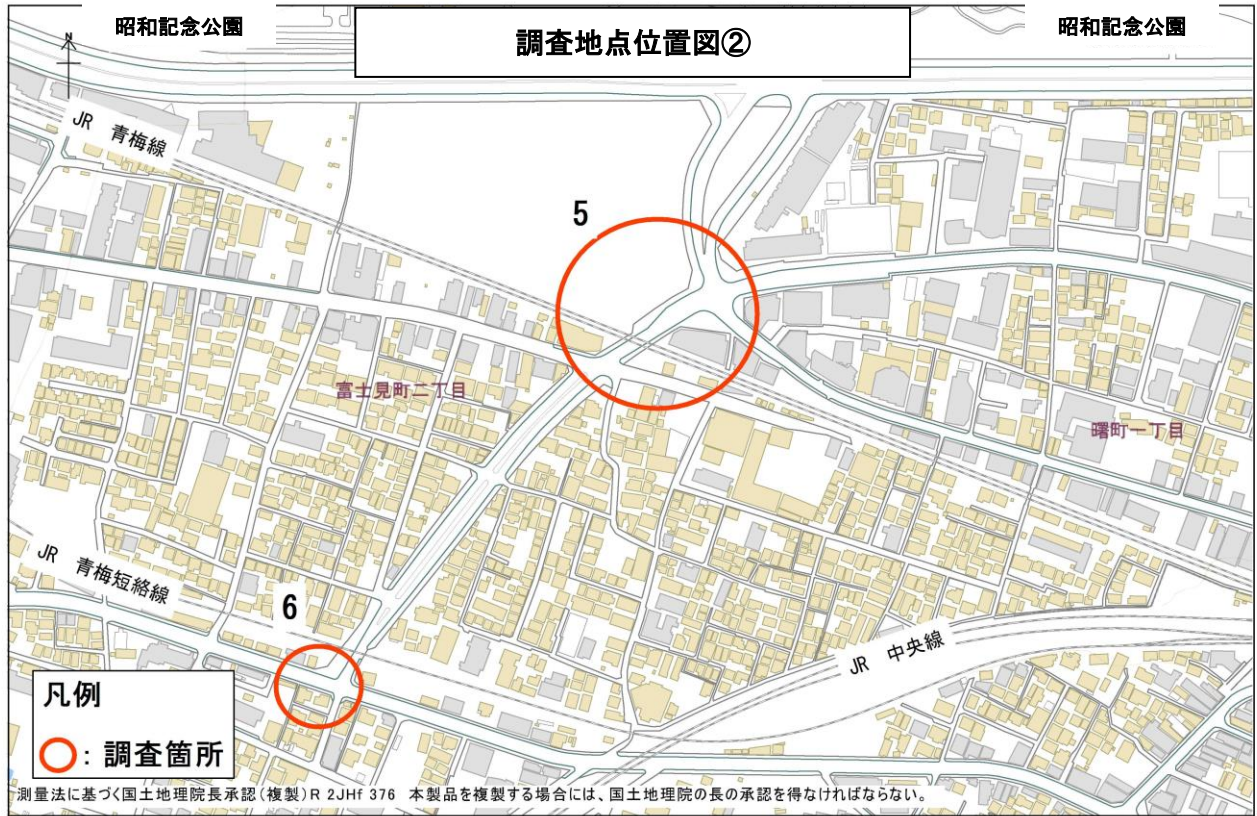 昭和記念公園
調査地点位置図②
昭和記念公園
N
JR 青梅線
5
富士見町二丁目
曙町一丁目
JR 青梅短絡線
6
JR 中央線
凡例
○：調査箇所
測量法に基づく国土地理院長承認（複製）R 2JHf 376 本製品を複製する場合には、国土地理院の長の承認を得なければならない。